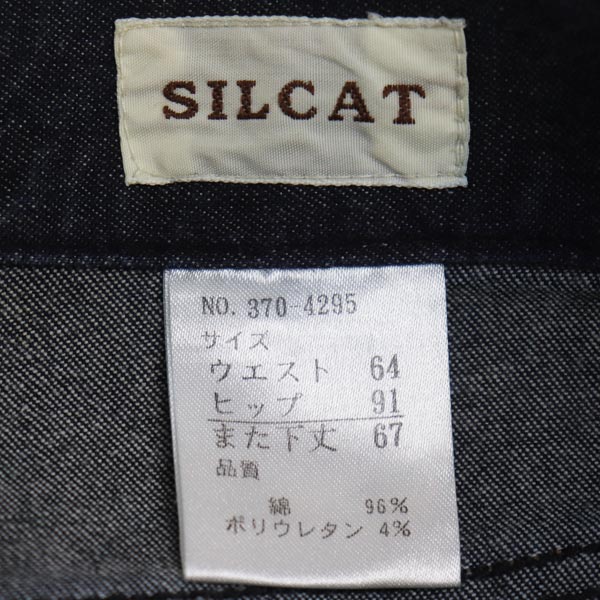 SILCAT
NO. 370-4295
サイズ
ウエスト 64
ヒップ 91
また下丈 67
品質
綿 96%
ポリウレタン 4%